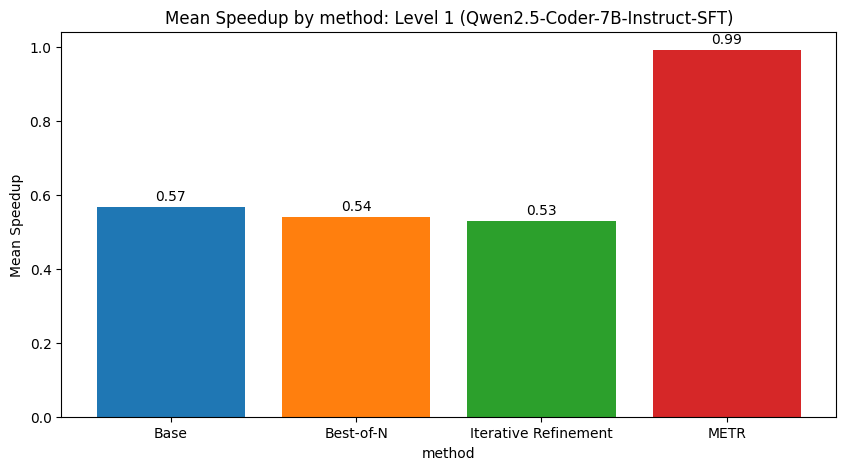 Mean Speedup by method: Level 1 (Qwen2.5-Coder-7B-Instruct-SFT)
Mean Speedup
1.0
0.8
0.6
0.4
0.2
0.0
0.57
0.54
0.53
0.99
Base
Best-of-N
Iterative Refinement
METR
method